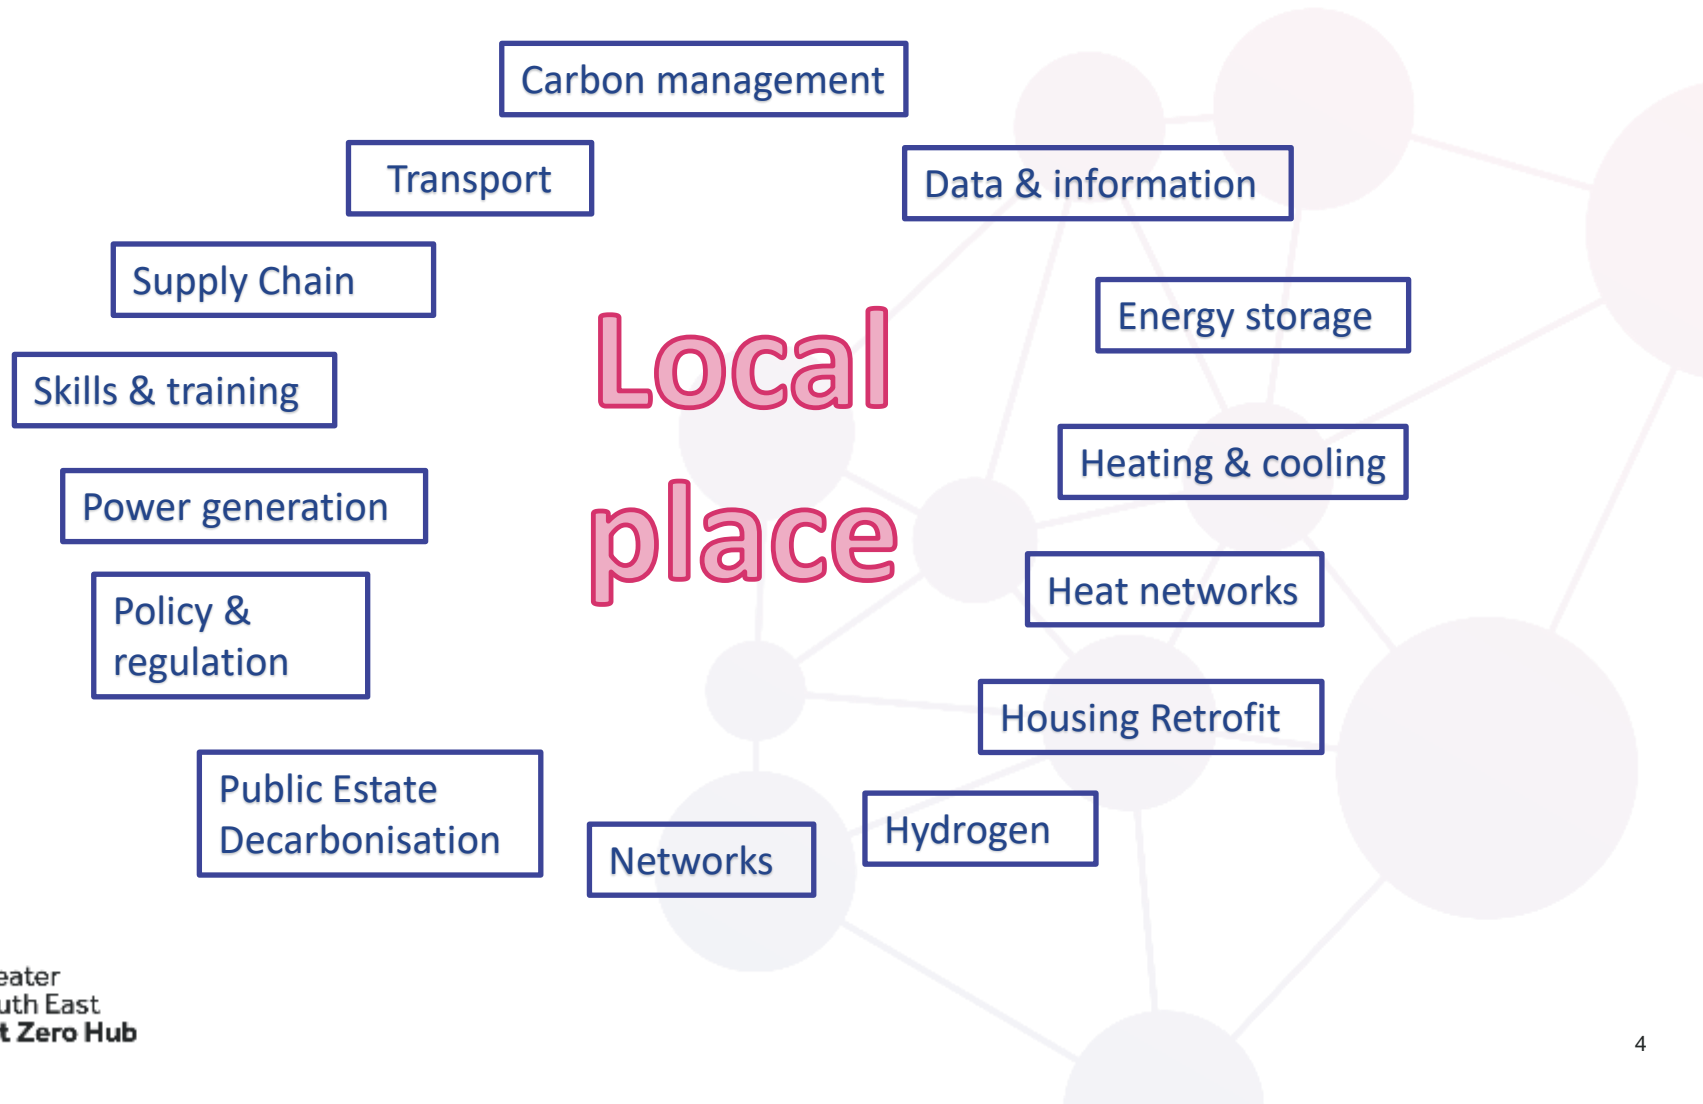 Carbon management
Transport
Data & information
Supply Chain
Energy storage
Local
place
Skills & training
Heating & cooling
Power generation
Heat networks
Policy &
regulation
Housing Retrofit
Public Estate
Decarbonisation
Hydrogen
Networks
eater
uth East
t Zero Hub
4